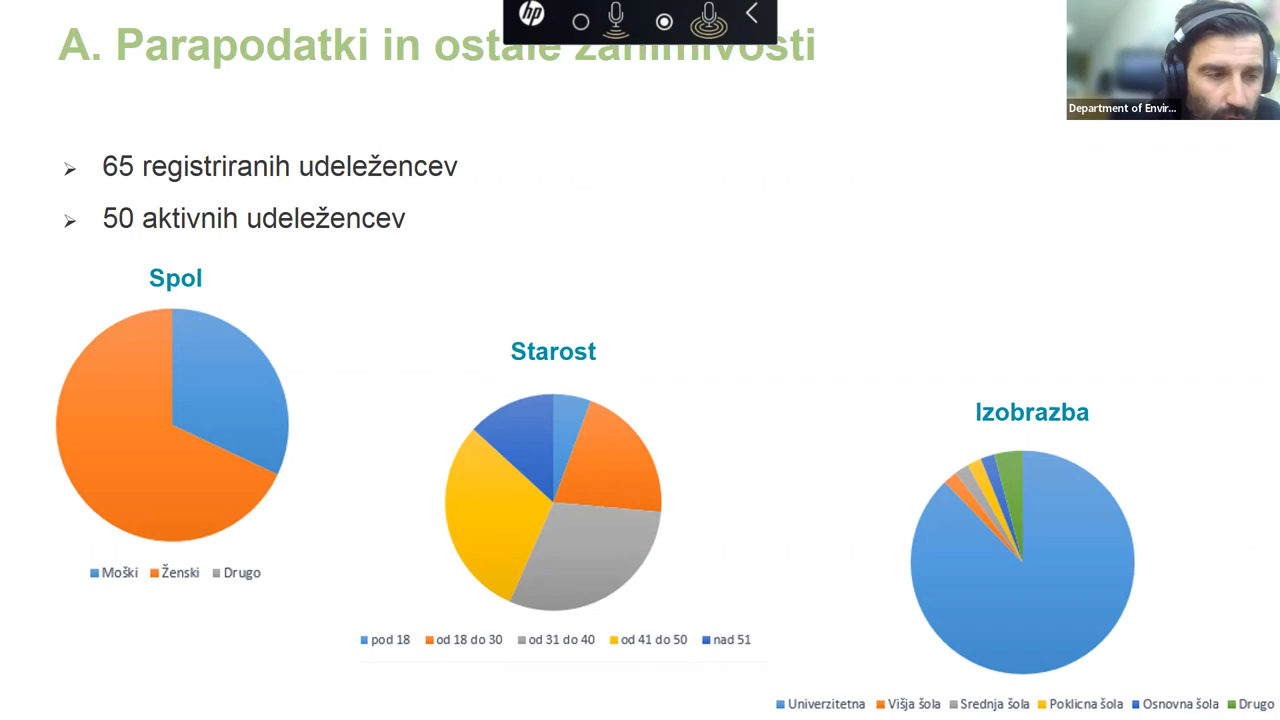 hp
A. Parapodatki in ostale zanimivosti
Department of Envir...
65 registriranih udeležencev
50 aktivnih udeležencev
Spol
Moški Ženski Drugo
Starost
pod 18 od 18 do 30 od 31 do 40 od 41 do 50 nad 51
Izobrazba
Univerzitetna Višja šola Srednja šola Poklicna šola Osnovna šola Drugo